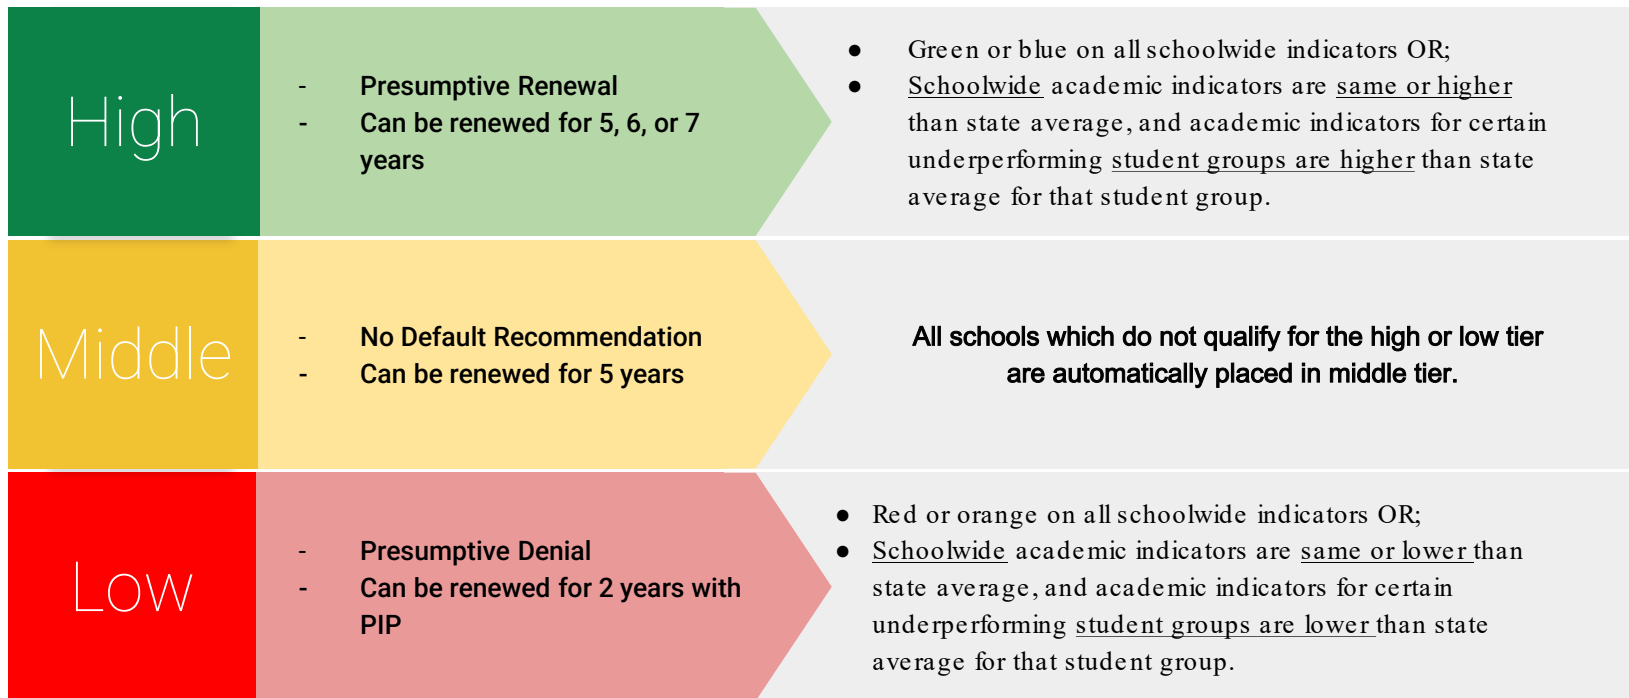 High
- Presumptive Renewal
- Can be renewed for 5, 6, or 7
years
● Green or blue on all schoolwide indicators OR;
● Schoolwide academic indicators are same or higher
than state average, and academic indicators for certain
underperforming student groups are higher than state
average for that student group.
Middle
- No Default Recommendation
- Can be renewed for 5 years
All schools which do not qualify for the high or low tier
are automatically placed in middle tier.
Low
- Presumptive Denial
- Can be renewed for 2 years with
PIP
● Red or orange on all schoolwide indicators OR;
● Schoolwide academic indicators are same or lower than
state average, and academic indicators for certain
underperforming student groups are lower than state
average for that student group.